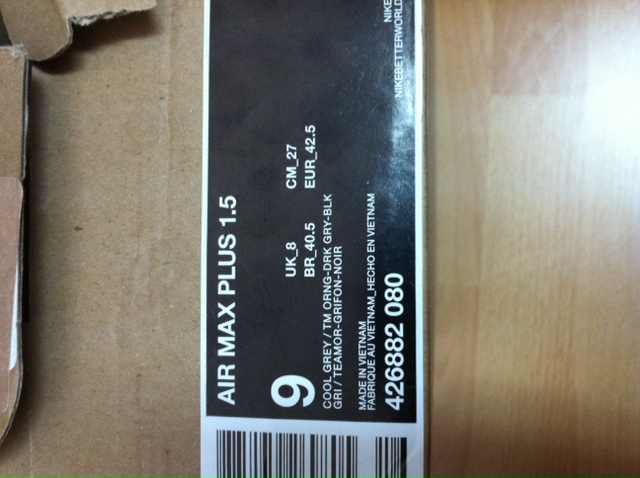 AIR MAX PLUS 1.5
9
UK_8 CM_27
BR_40.5 EUR_42.5
COOL GREY / TM ORNG-DRK GRY-BLK
GRI / TEAMOR-GRIFON-NOIR
MADE IN VIETNAM
FABRIQUE AU VIETNAM_HECHO EN VIETNAM
426882 080
NIKE
NIKEBETTERWORLD